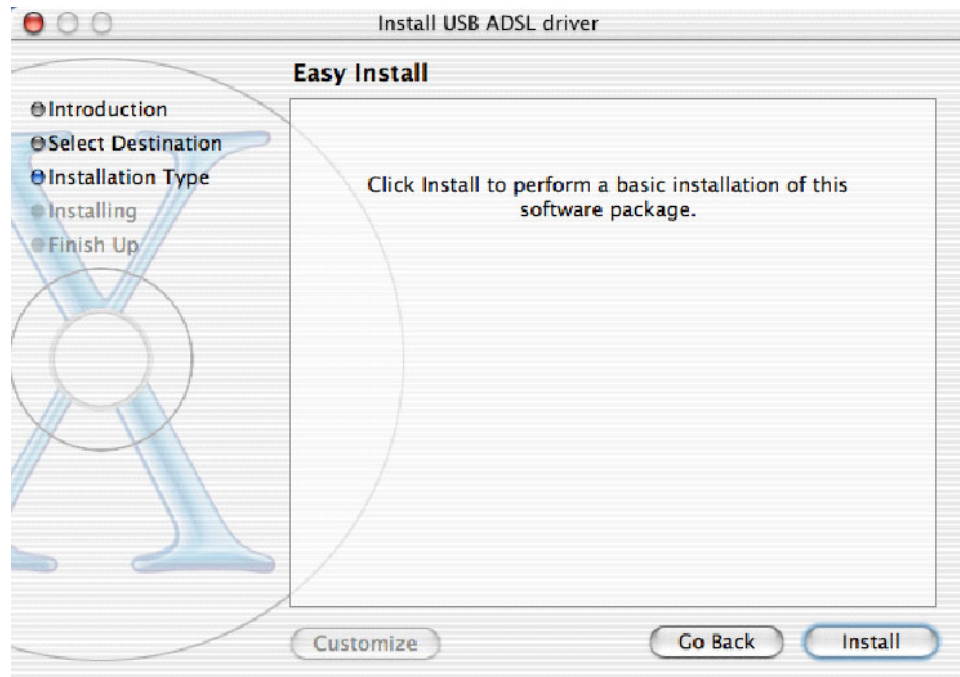 Install USB ADSL driver
Easy Install
Introduction
Select Destination
Installation Type
Installing
Finish Up
Click Install to perform a basic installation of this
software package.
Customize
Go Back
Install